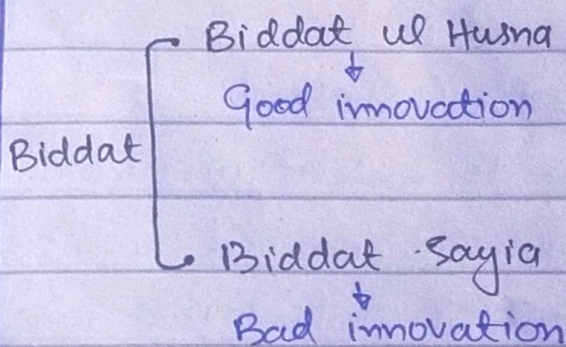 Biddat ul Husna
Good innovation
Biddat
Biddat Sayia
Bad innovation